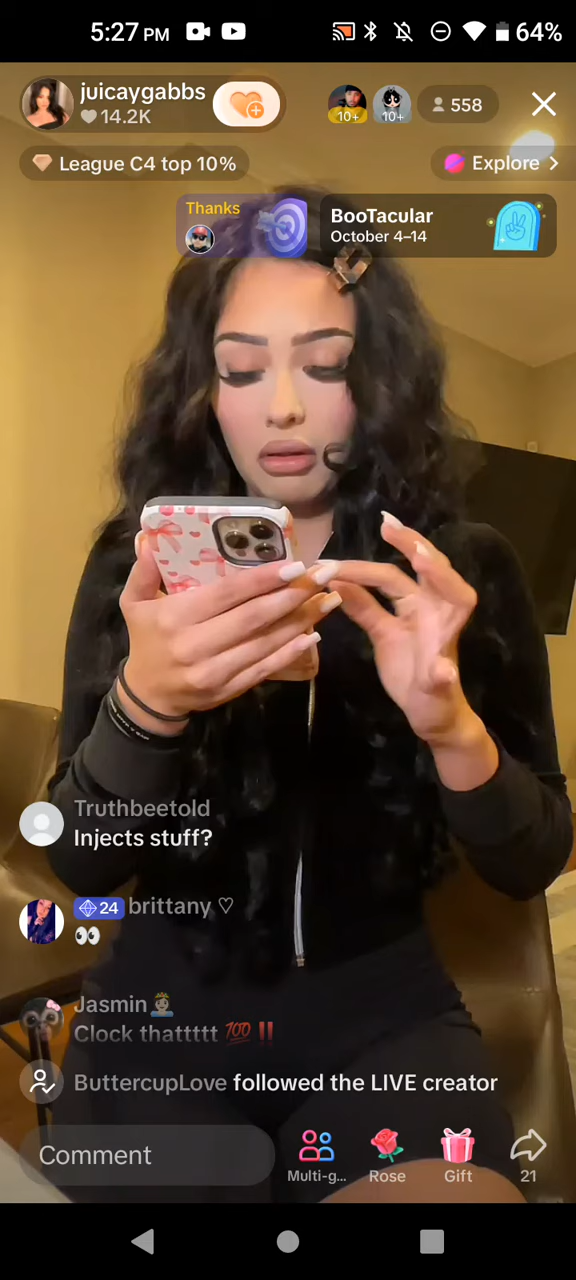 5:27 PM
64%
juicaygabbs
14.2K
10+
10+
558
League C4 top 10%
Explore >
Thanks
BooTacular
October 4–14
Truthbeetold
Injects stuff?
24 brittany ♡
👀
Jasmin🤴🏼
Clock thattttt 💯 ‼️
ButtercupLove followed the LIVE creator
Comment
Multi-g...
Rose
Gift
21